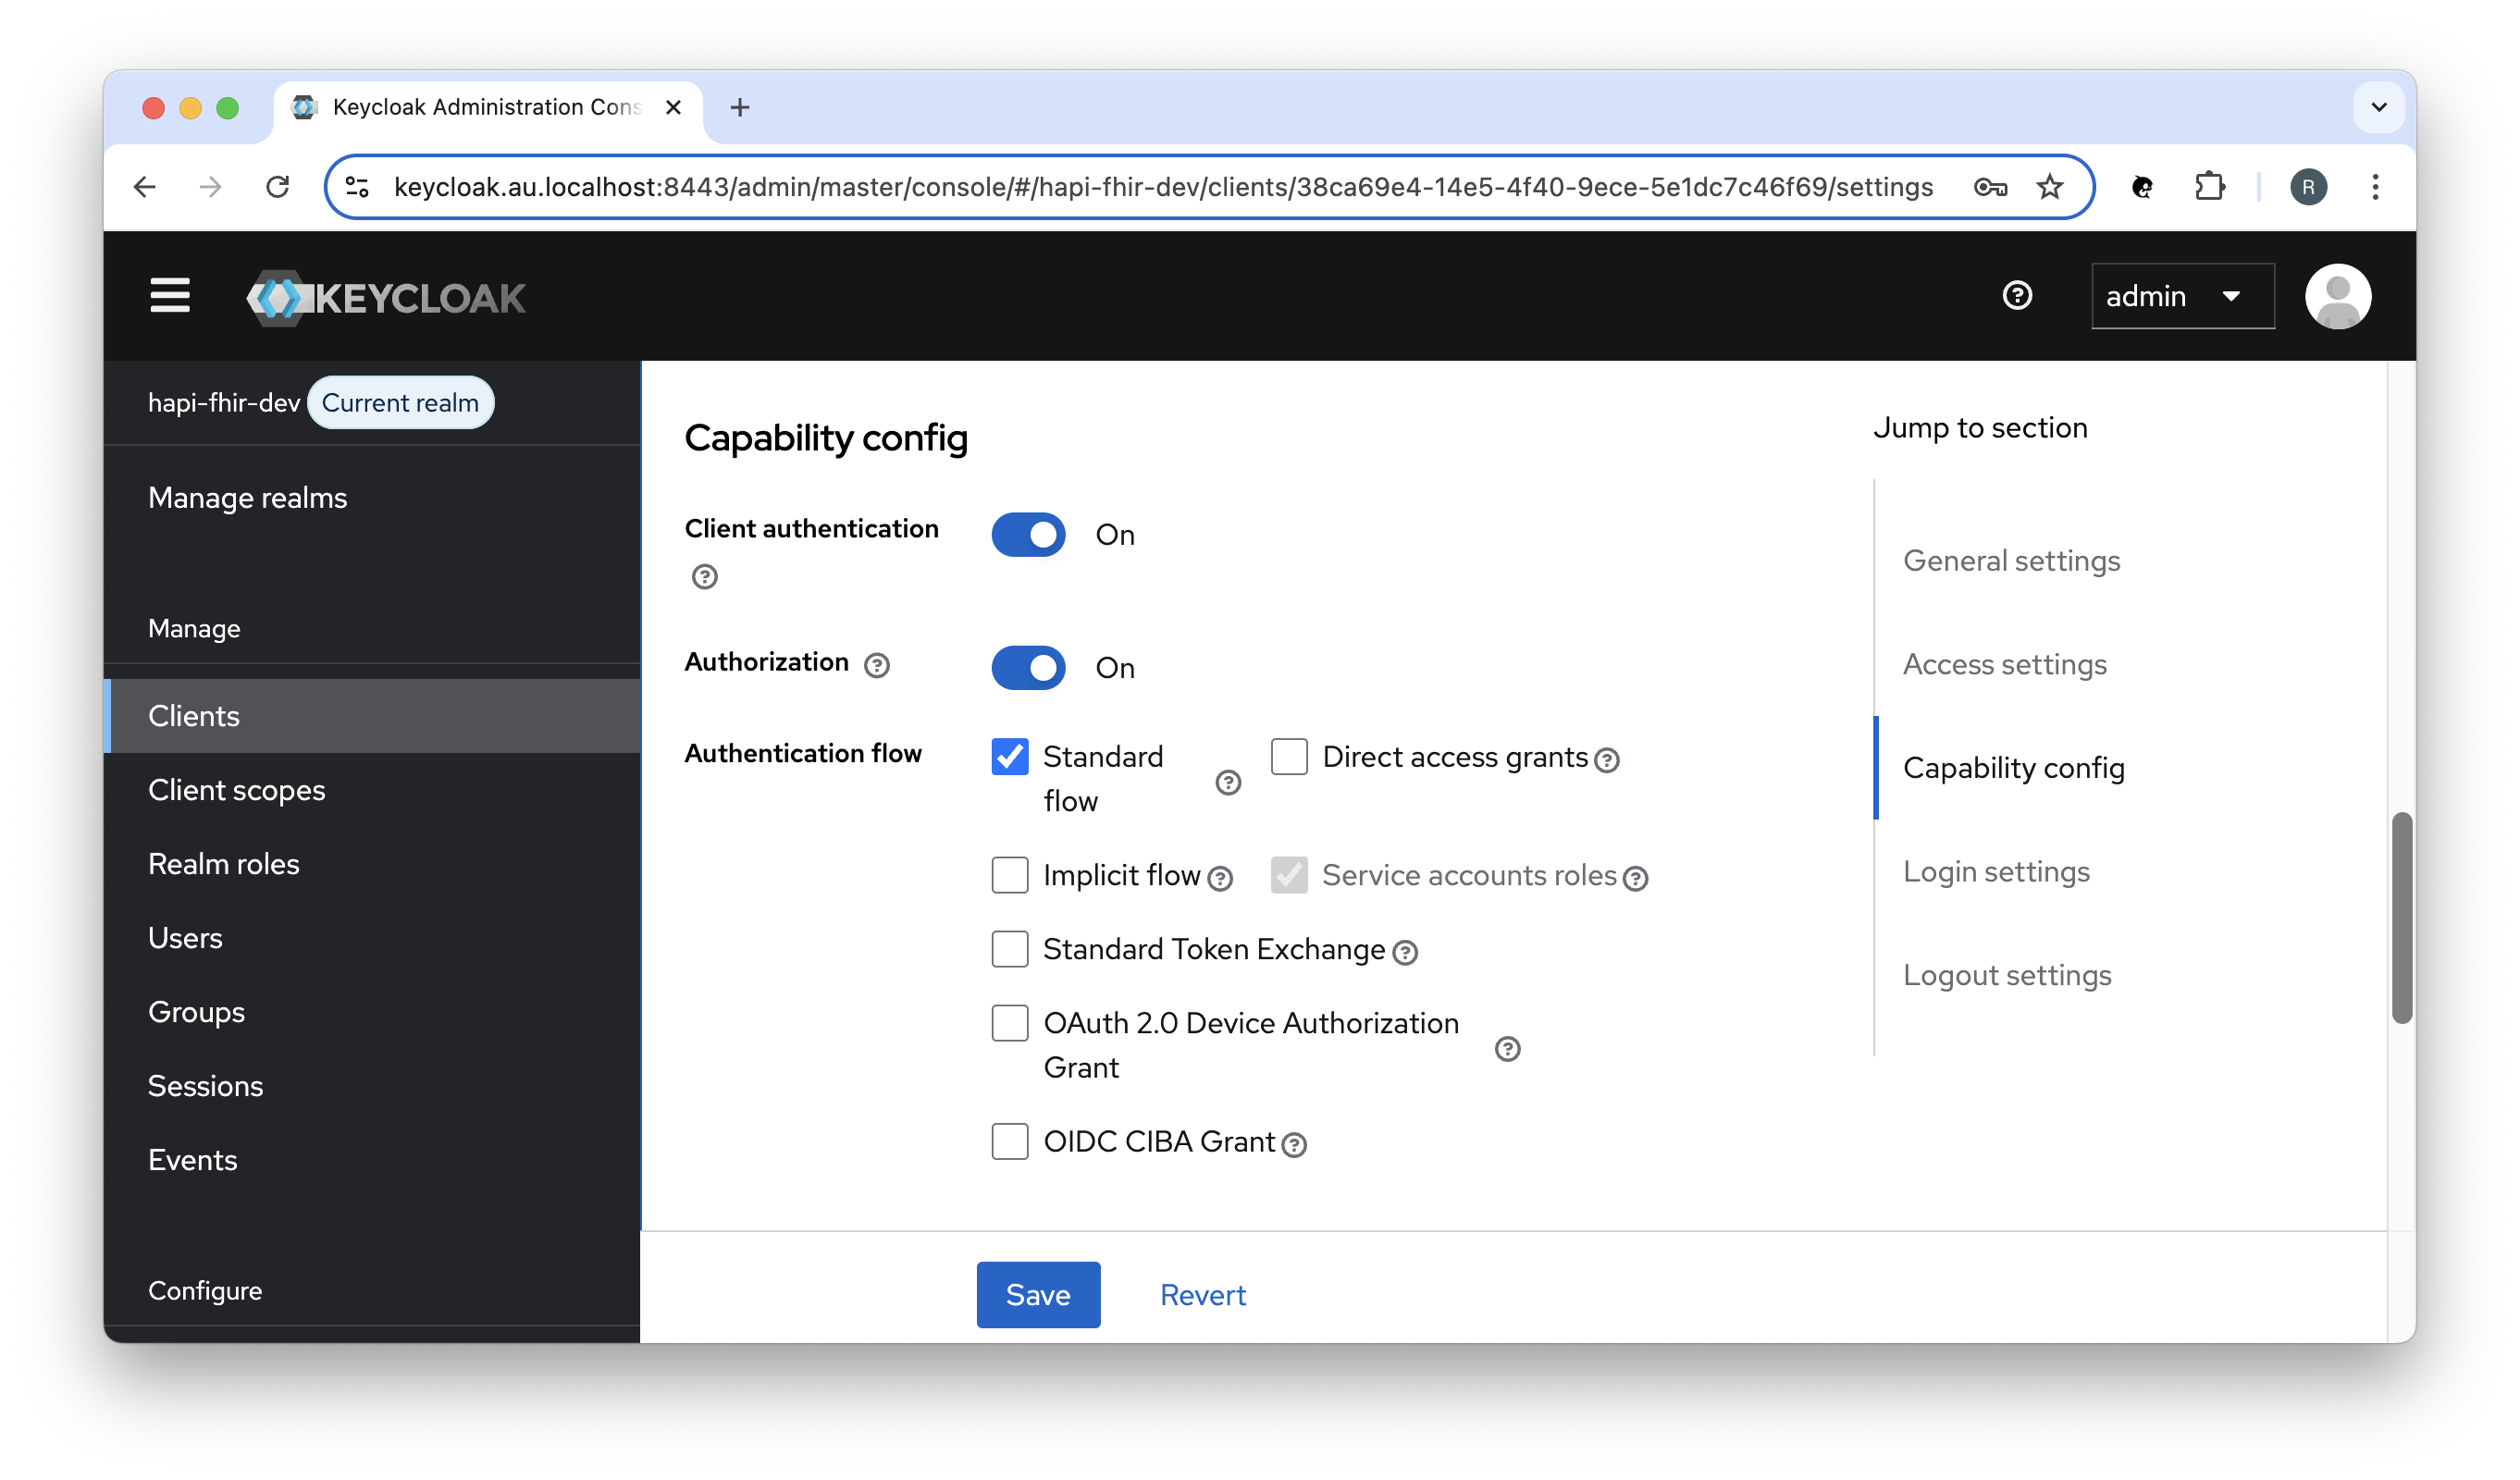 Keycloak Administration Cons
keycloak.au.localhost:8443/admin/master/console/#/hapi-fhir-dev/clients/38ca69e4-14e5-4f40-9ece-5e1dc7c46f69/settings
R
KEYCLOAK
admin
hapi-fhir-dev Current realm
Manage realms
Manage
Clients
Client scopes
Realm roles
Users
Groups
Sessions
Events
Configure
Capability config
Client authentication
On
Authorization
On
Authentication flow
Standard
flow
Direct access grants
Implicit flow
Service accounts roles
Standard Token Exchange
OAuth 2.0 Device Authorization
Grant
OIDC CIBA Grant
Save
Revert
Jump to section
General settings
Access settings
Capability config
Login settings
Logout settings